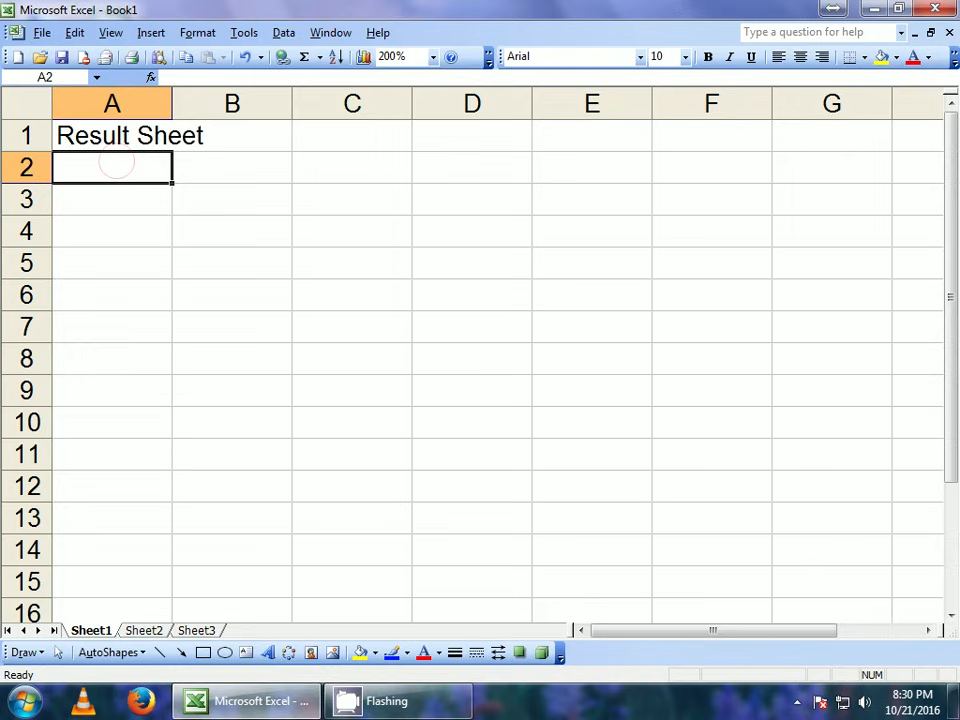 Microsoft Excel - Book1
File Edit View Insert Format Tools Data Window Help
Type a question for help
200%
Arial
10
B I U
A
A2
fx
A B C D E F G
1 Result Sheet
2
3
4
5
6
7
8
9
10
11
12
13
14
15
16
Sheet1 Sheet2 Sheet3
Draw AutoShapes
Ready
NUM
Microsoft Excel - ...
Flashing
8:30 PM
10/21/2016